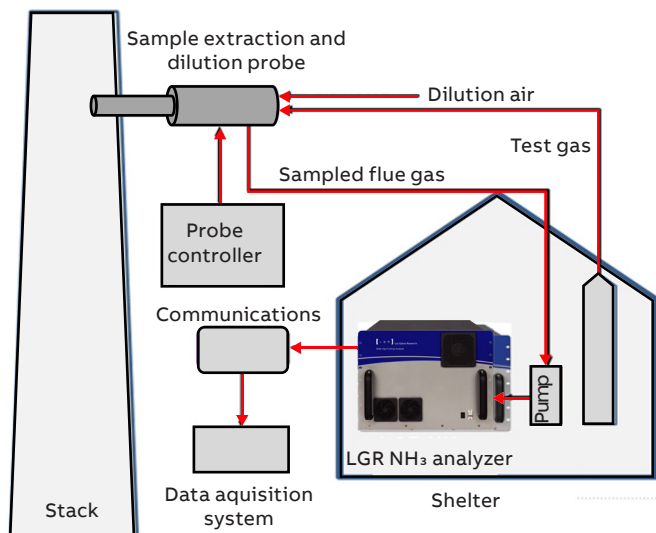 Sample extraction and
dilution probe
Dilution air
Test gas
Sampled flue gas
Probe
controller
Communications
Pump
LGR NH₃ analyzer
Data aquisition
system
Shelter
Stack